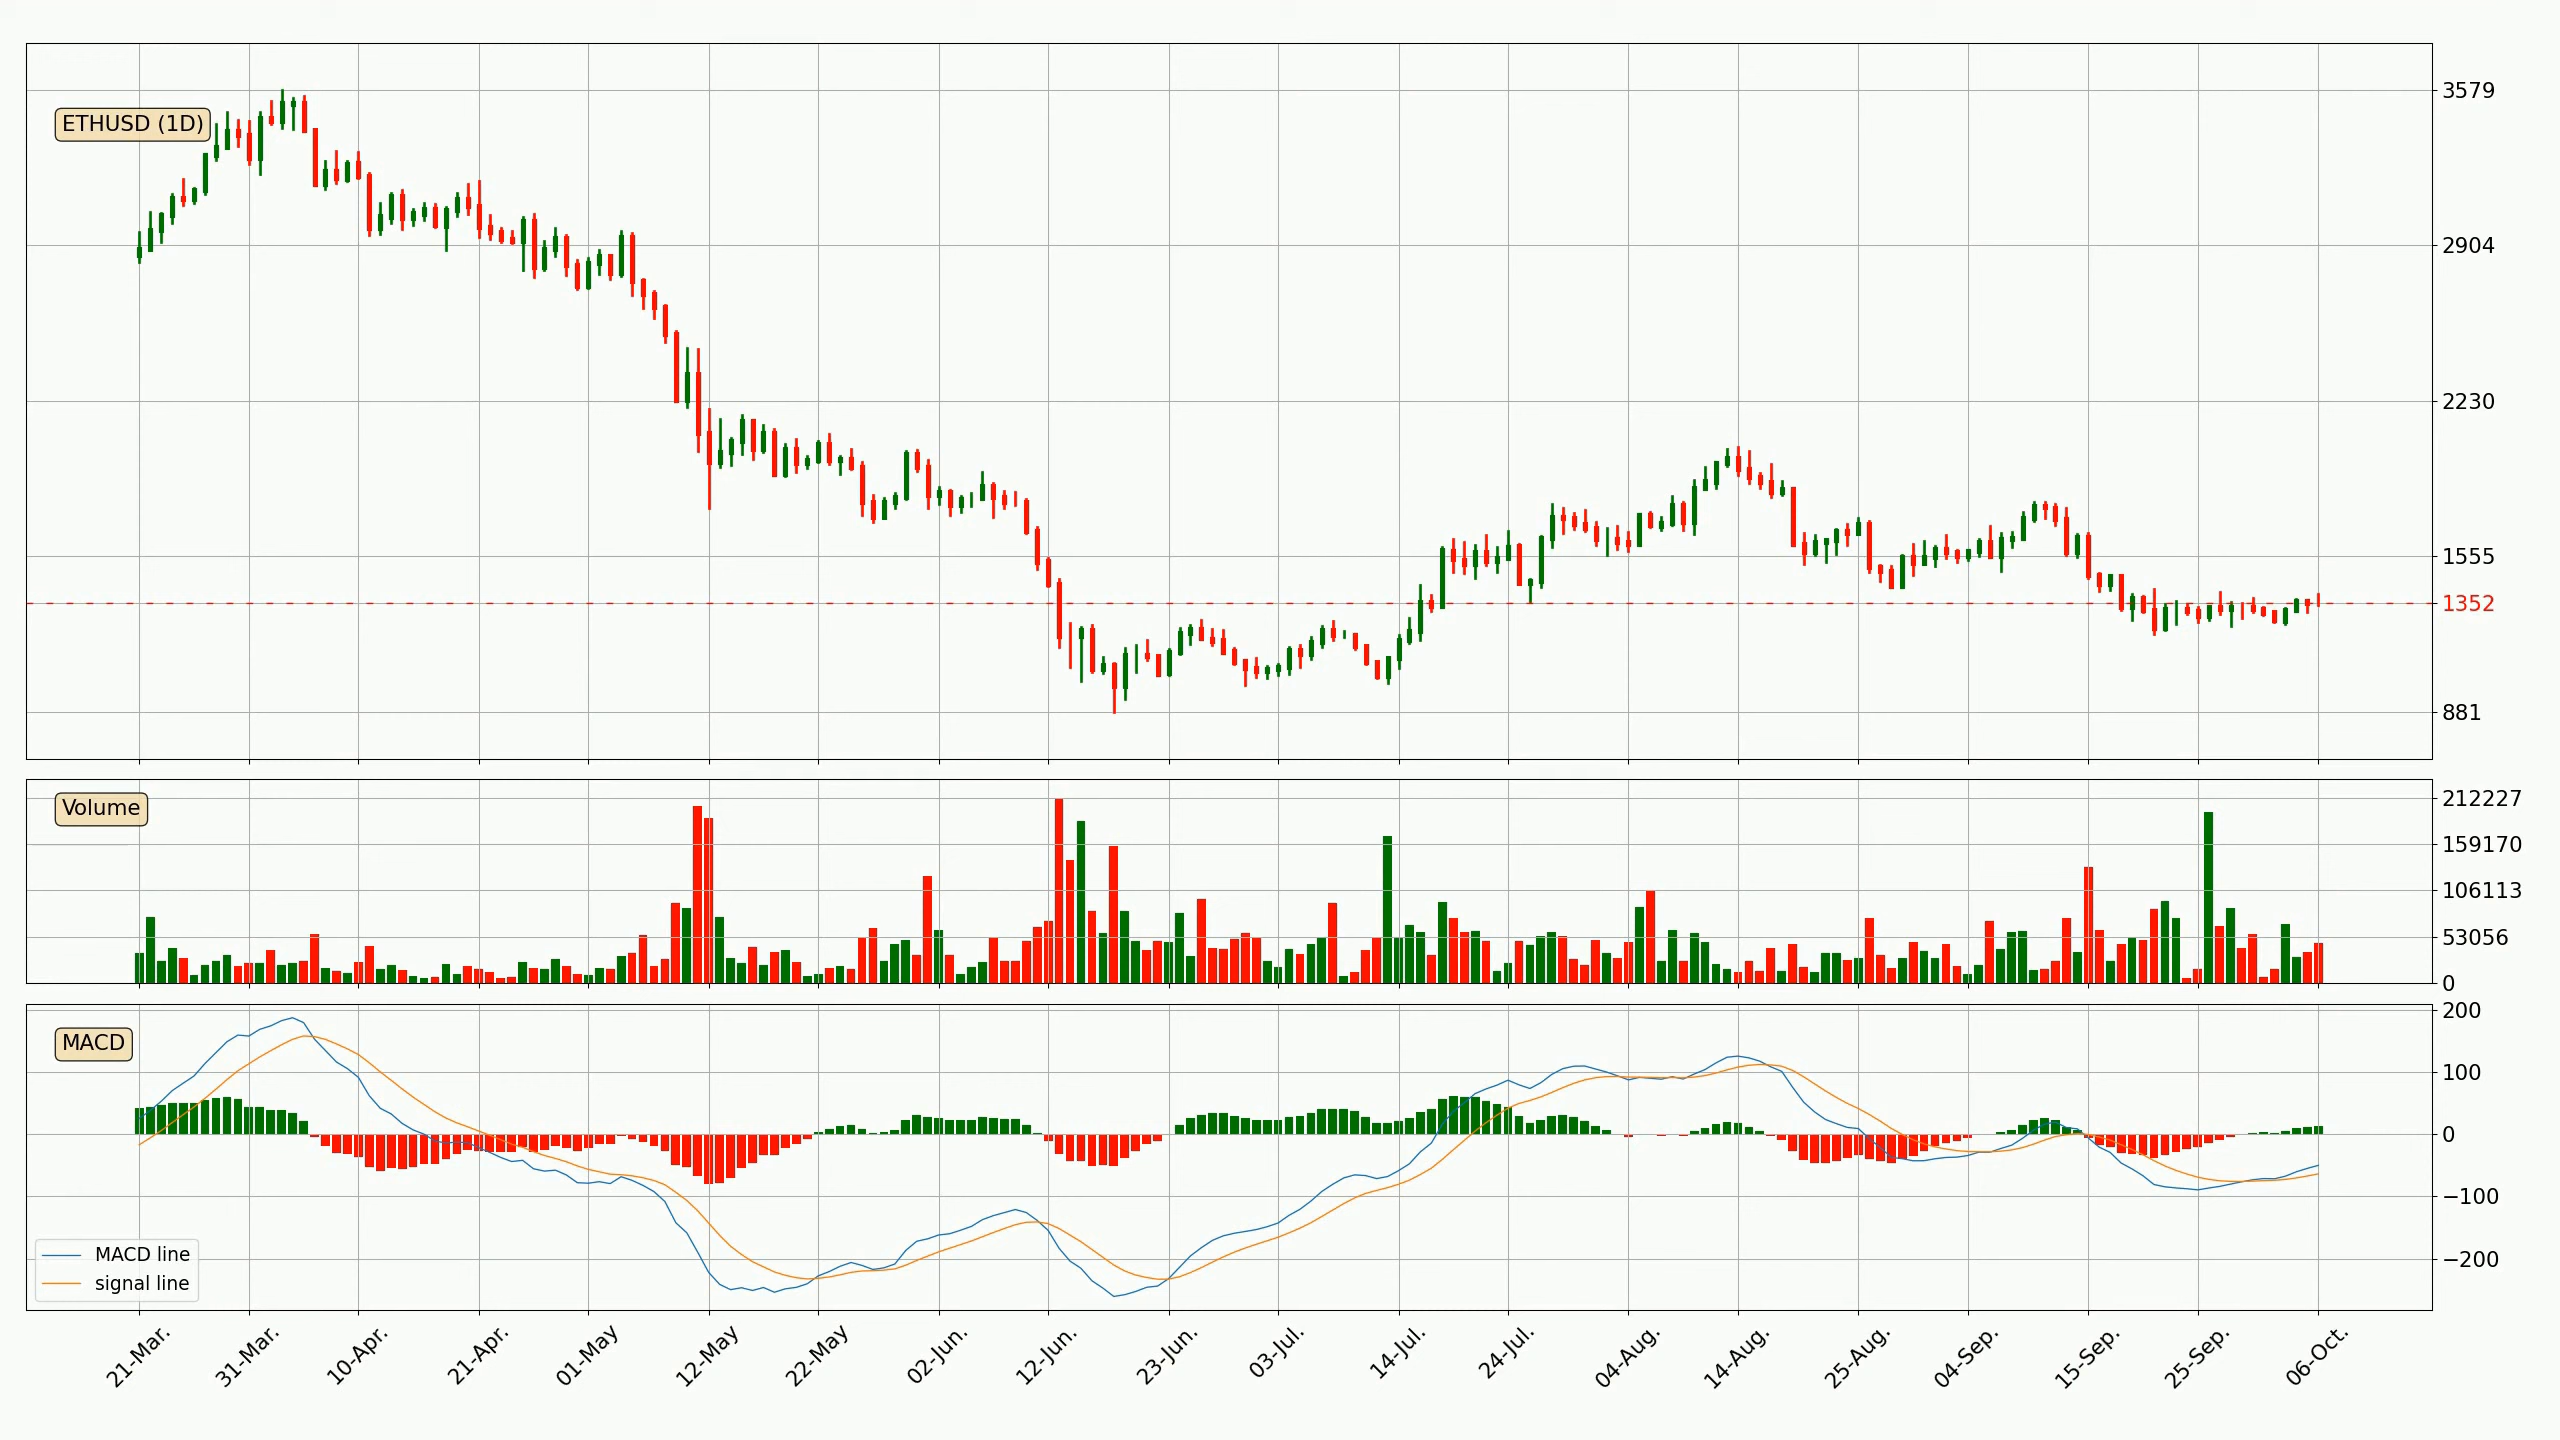 ETHUSD (1D)
3579
2904
2230
1555
1352
881
Volume
212227
159170
106113
53056
0
MACD
200
100
0
−100
−200
MACD line
signal line
21-Mar.
31-Mar.
10-Apr.
21-Apr.
01-May
12-May
22-May
02-Jun.
12-Jun.
23-Jun.
03-Jul.
14-Jul.
24-Jul.
04-Aug.
14-Aug.
25-Aug.
04-Sep.
15-Sep.
25-Sep.
06-Oct.